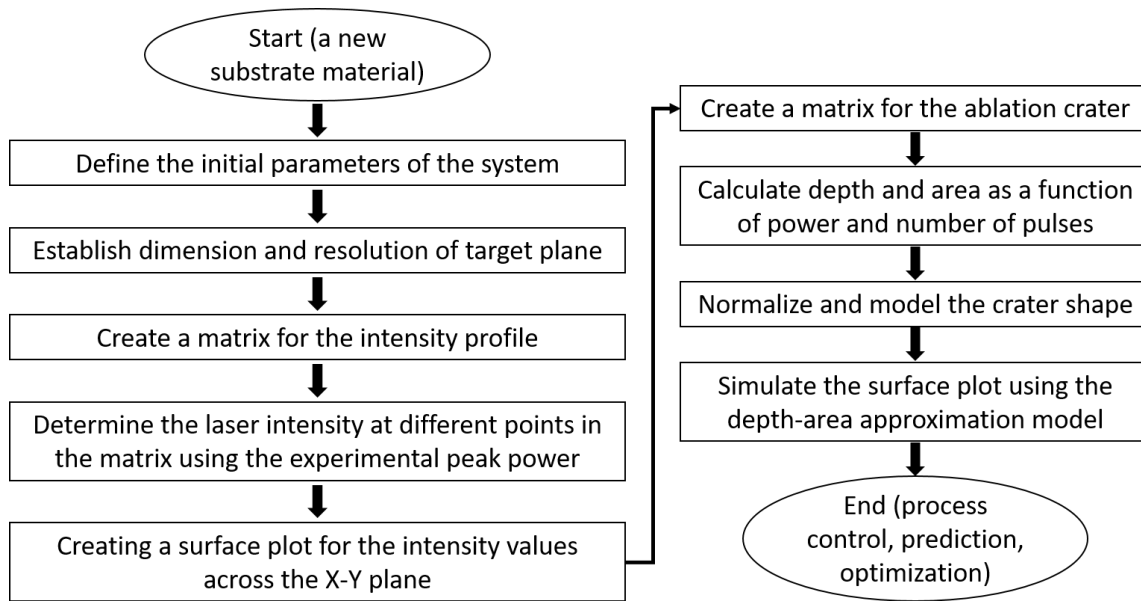 Start (a new
substrate material)
Define the initial parameters of the system
Establish dimension and resolution of target plane
Create a matrix for the intensity profile
Determine the laser intensity at different points in
the matrix using the experimental peak power
Creating a surface plot for the intensity values
across the X-Y plane
Create a matrix for the ablation crater
Calculate depth and area as a function
of power and number of pulses
Normalize and model the crater shape
Simulate the surface plot using the
depth-area approximation model
End (process
control, prediction,
optimization)